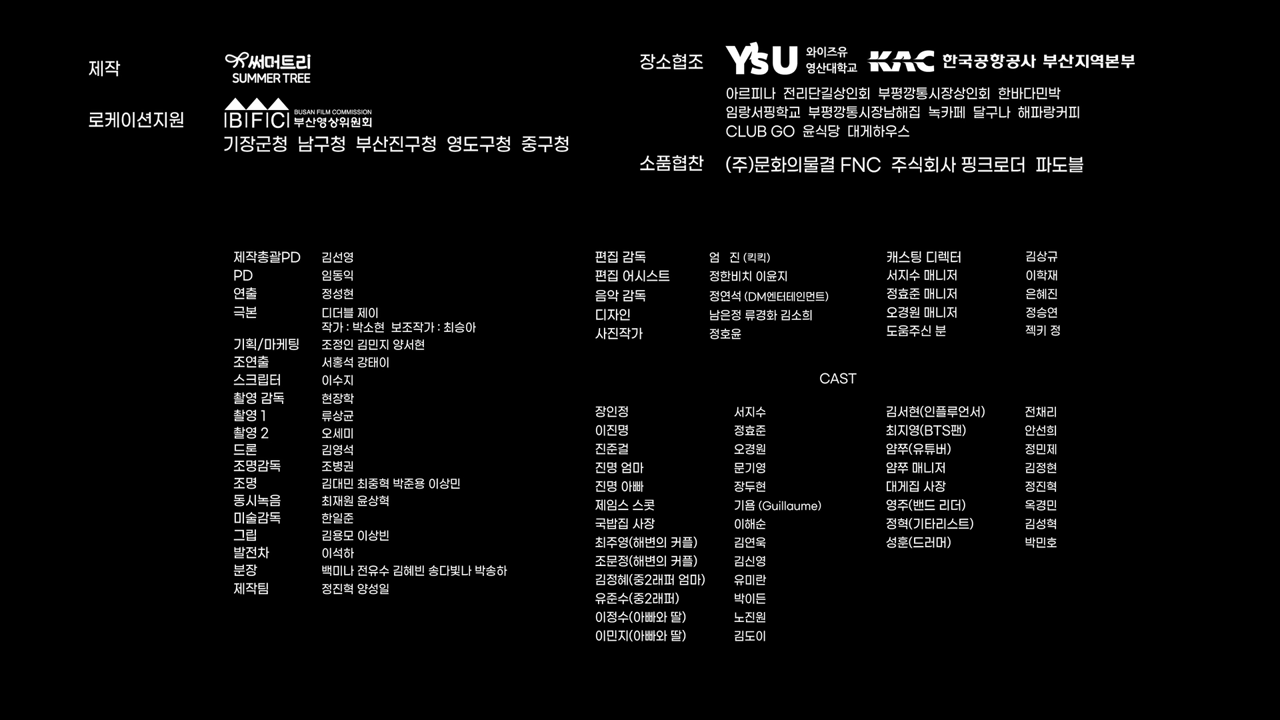 제작 써머트리
SUMMER TREE
로케이션지원 BFC BUSAN FILM COMMISSION
부산영상위원회
기장군청 남구청 부산진구청 영도구청 중구청
장소협조 YsU 와이즈유
영산대학교
KAC 한국공항공사 부산지역본부
아르피나 전리단길상인회 부평깡통시장상인회 한바다민박
임랑서핑학교 부평깡통시장남해집 녹카페 달구나 해파랑커피
CLUB GO 윤식당 대게하우스
소품협찬 (주)문화의물결 FNC 주식회사 핑크로더 파도블
제작총괄PD 김선영
PD 임동익
연출 정성현
극본 디더블 제이
작가 : 박소현 보조작가 : 최승아
기획/마케팅 조정인 김민지 양서현
조연출 서홍석 강태이
스크립터 이수지
촬영 감독 현장학
촬영 1 류상균
촬영 2 오세미
드론 김영석
조명감독 조병권
조명 김대민 최중혁 박준용 이상민
동시녹음 최재원 윤상혁
미술감독 한일준
그립 김용모 이상빈
발전차 이석하
분장 백미나 전유수 김혜빈 송다빛나 박송하
제작팀 정진혁 양성일
편집 감독 엄 진 (킥킥)
편집 어시스트 정한비치 이윤지
음악 감독 정연석 (DM엔터테인먼트)
디자인 남은정 류경화 김소희
사진작가 정호윤
캐스팅 디렉터 김상규
서지수 매니저 이학재
정효준 매니저 은혜진
오경원 매니저 정승연
도움주신 분 젝키 정
CAST
장인정 서지수
이진명 정효준
진준걸 오경원
진명 엄마 문기영
진명 아빠 장두현
제임스 스콧 기욤 (Guillaume)
국밥집 사장 이해순
최주영(해변의 커플) 김연욱
조문정(해변의 커플) 김신영
김정혜(중2래퍼 엄마) 유미란
유준수(중2래퍼) 박이든
이정수(아빠와 딸) 노진원
이민지(아빠와 딸) 김도이
김서현(인플루언서) 전채리
최지영(BTS팬) 안선희
얌쭈(유튜버) 정민제
얌쭈 매니저 김정현
대게집 사장 정진혁
영주(밴드 리더) 옥경민
정혁(기타리스트) 김성혁
성훈(드러머) 박민호